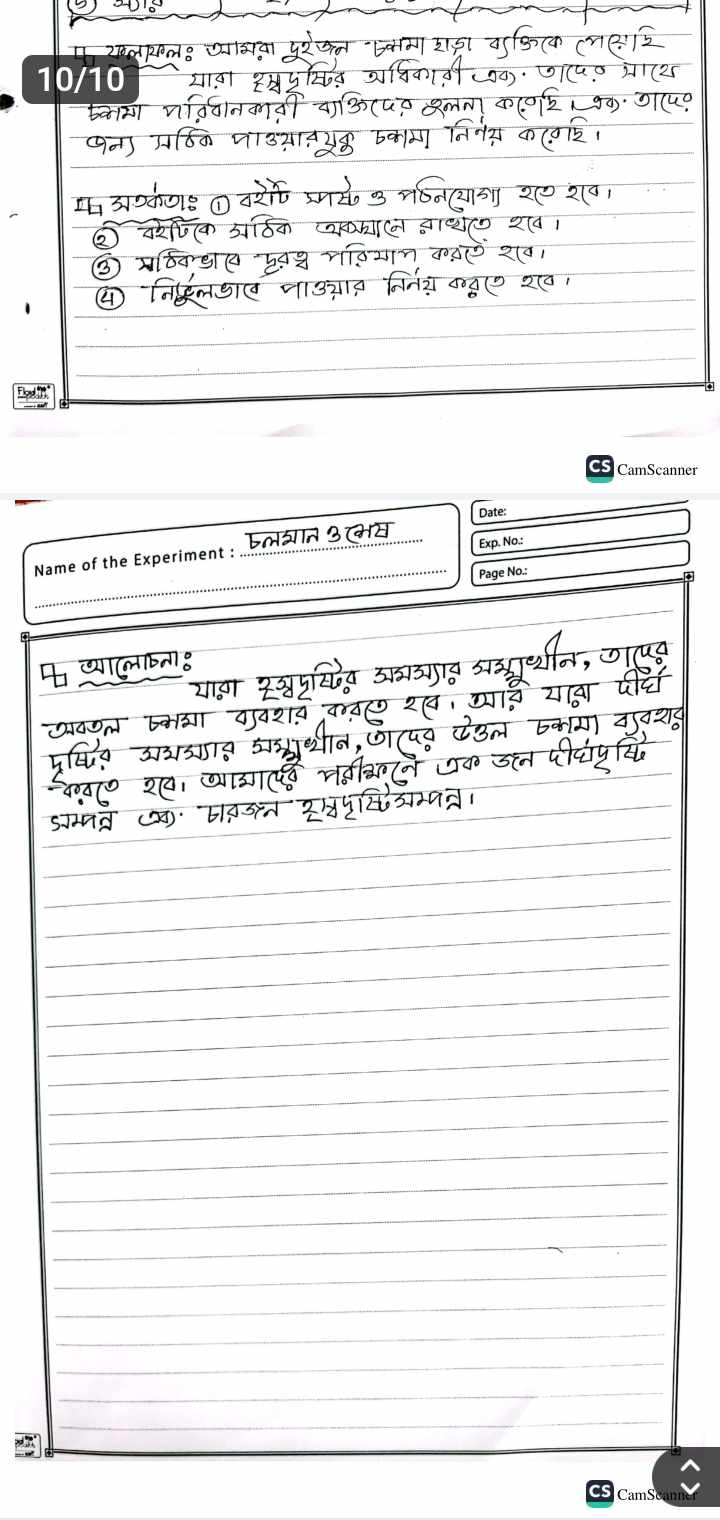 10/10
ফলাফলঃ আমরা দুইজন চশমা ছাড়া ব্যক্তিকে পেয়েছি
যারা হ্রস্বদৃষ্টির অধিকারী এবং তাদের সাথে
চশমা পরিধানকারী ব্যক্তিদের তুলনা করেছি এবং তাদের
জন্য সঠিক পাওয়ারযুক্ত চশমা নির্ণয় করেছি।
সতর্কতাঃ ① বইটি স্পষ্ট ও পঠনযোগ্য হতে হবে।
② বইটিকে সঠিক অবস্থানে রাখতে হবে।
③ সঠিকভাবে দূরত্ব পরিমাপ করতে হবে।
④ নির্ভুলভাবে পাওয়ার নির্নয় করতে হবে।
CS CamScanner
Name of the Experiment : চলমান ও শেষ
Date:
Exp. No.:
Page No.:
আলোচনাঃ
যারা হ্রস্বদৃষ্টির সমস্যার সম্মুখীন, তাদের
অবতল চশমা ব্যবহার করতে হবে। আর যারা দীর্ঘ
দৃষ্টির সমস্যার সম্মুখীন, তাদের উত্তল চশমা ব্যবহার
করতে হবে। আমাদের পরীক্ষনে এক জন দীর্ঘদৃষ্টি
সম্পন্ন এবং চারজন হ্রস্বদৃষ্টিসম্পন্ন।
CS CamScanner